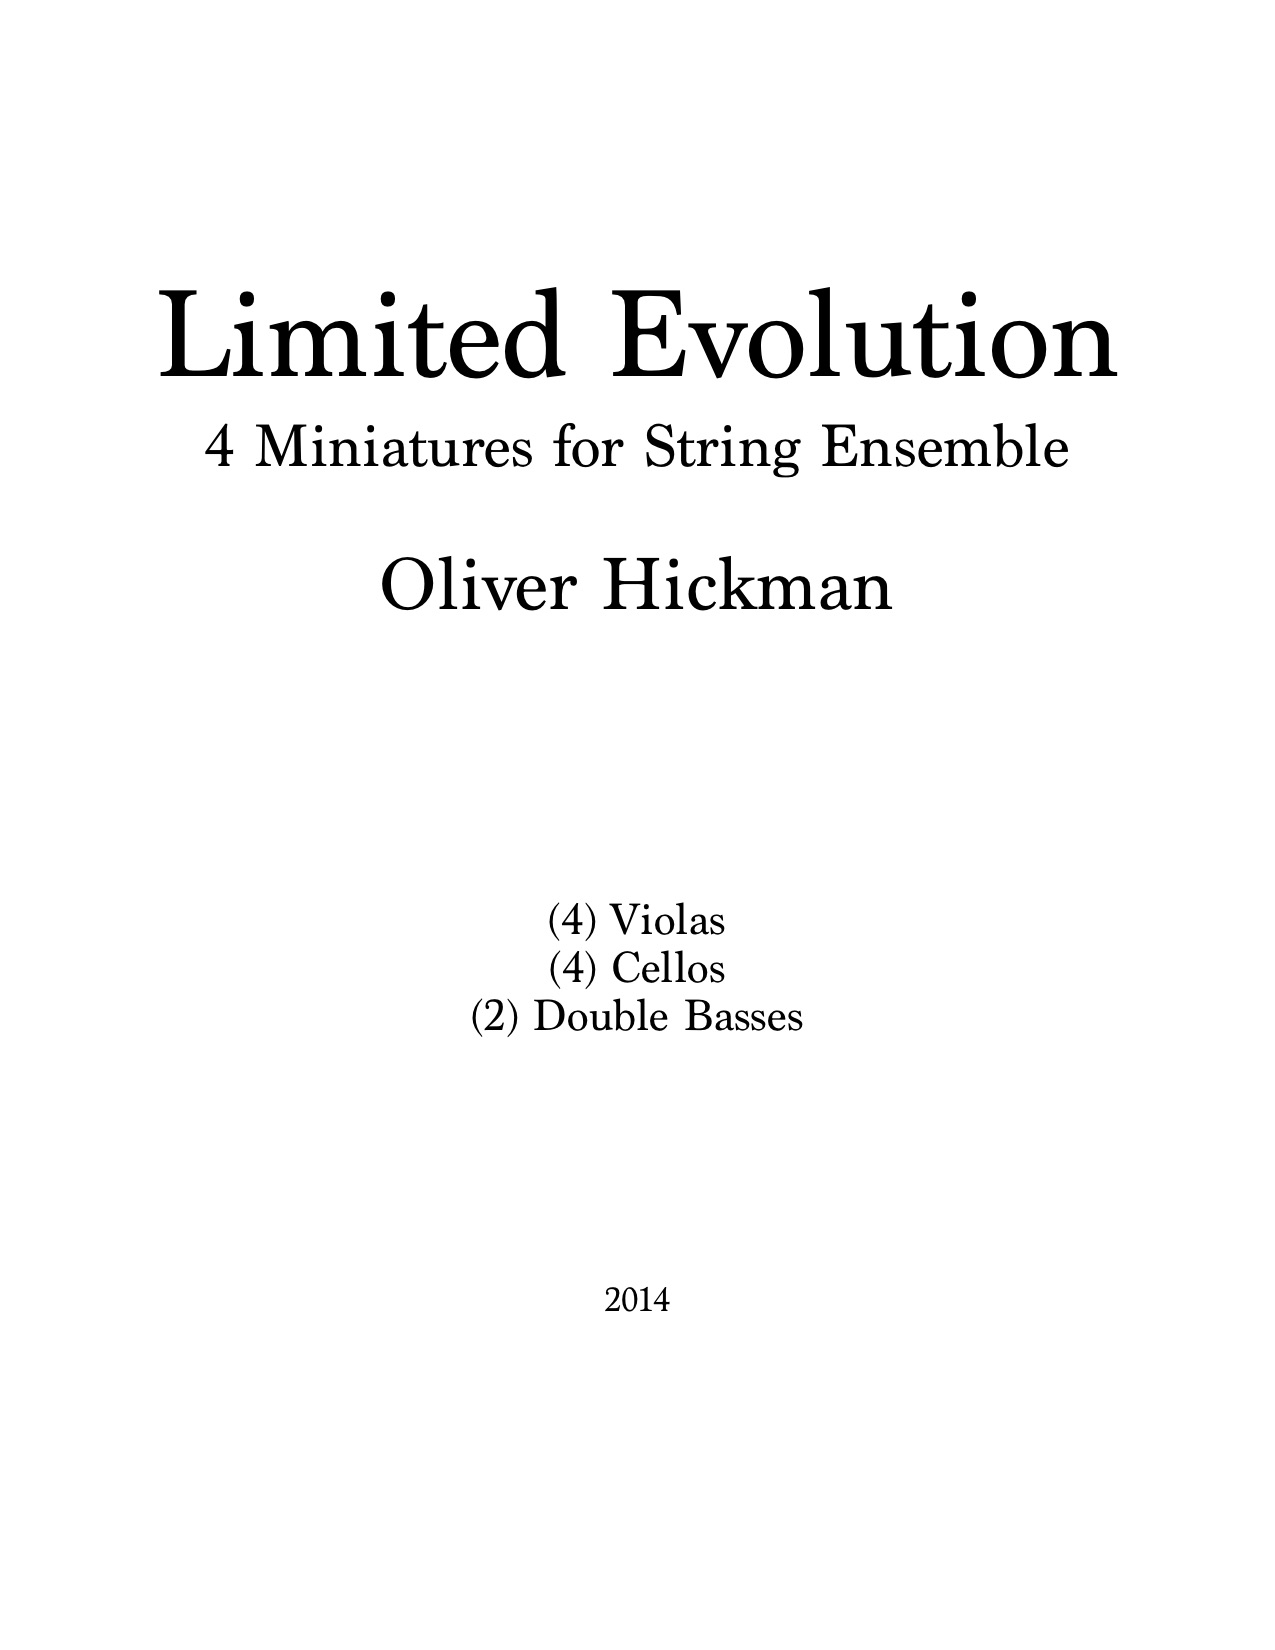 Limited Evolution
4 Miniatures for String Ensemble
Oliver Hickman
(4) Violas
(4) Cellos
(2) Double Basses
2014